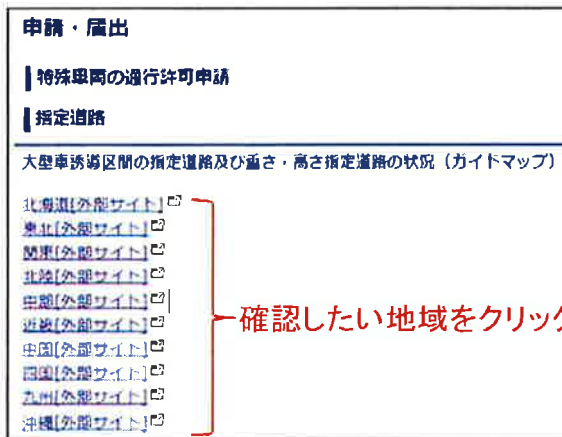 申請・届出
特殊車両の通行許可申請
指定道路
大型車誘導区間の指定道路及び重さ・高さ指定道路の状況（ガイドマップ）
北海道[外部サイト]
東北[外部サイト]
関東[外部サイト]
北陸[外部サイト]
中部[外部サイト]
近畿[外部サイト]
中国[外部サイト]
四国[外部サイト]
九州[外部サイト]
沖縄[外部サイト]
確認したい地域をクリック